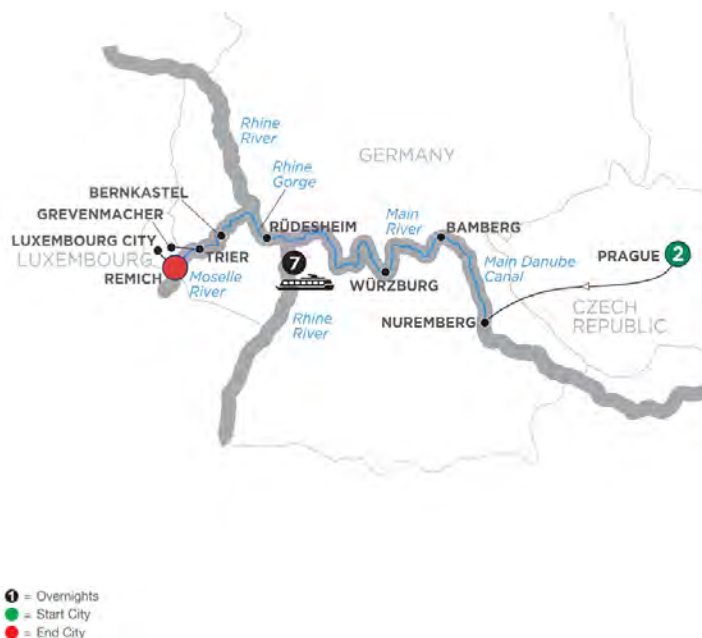 Rhine
River
GERMANY
Rhine
Gorge
BERNKASTEL
GREVENMACHER
RÜDESHEIM
Main
River
BAMBERG
LUXEMBOURG CITY
LUXEMBOURG
TRIER
PRAGUE 2
Main Danube
Canal
REMICH
Moselle
River
7
WÜRZBURG
CZECH
REPUBLIC
Rhine
River
NUREMBERG
1 = Overnights
= Start City
= End City